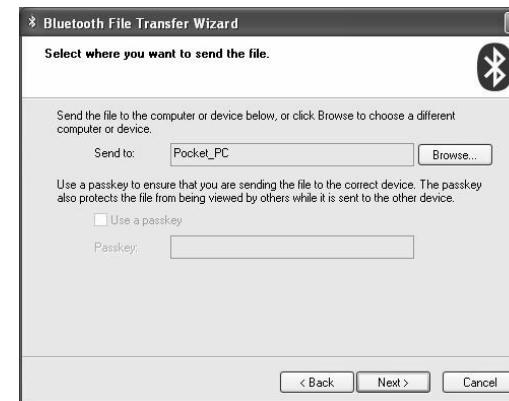 Bluetooth File Transfer Wizard
Select where you want to send the file.
Send the file to the computer or device below, or click Browse to choose a different
computer or device.
Send to: Pocket_PC Browse...
Use a passkey to ensure that you are sending the file to the correct device. The passkey
also protects the file from being viewed by others while it is sent to the other device.
Use a passkey
Passkey:
< Back Next > Cancel